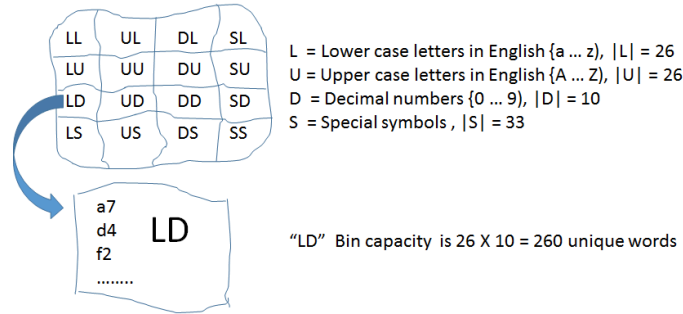 LL UL DL SL
LU UU DU SU
LD UD DD SD
LS US DS SS
L = Lower case letters in English {a ... z), |L| = 26
U = Upper case letters in English {A ... Z), |U| = 26
D = Decimal numbers {0 ... 9), |D| = 10
S = Special symbols , |S| = 33
a7
d4
f2
........
LD
“LD” Bin capacity is 26 X 10 = 260 unique words